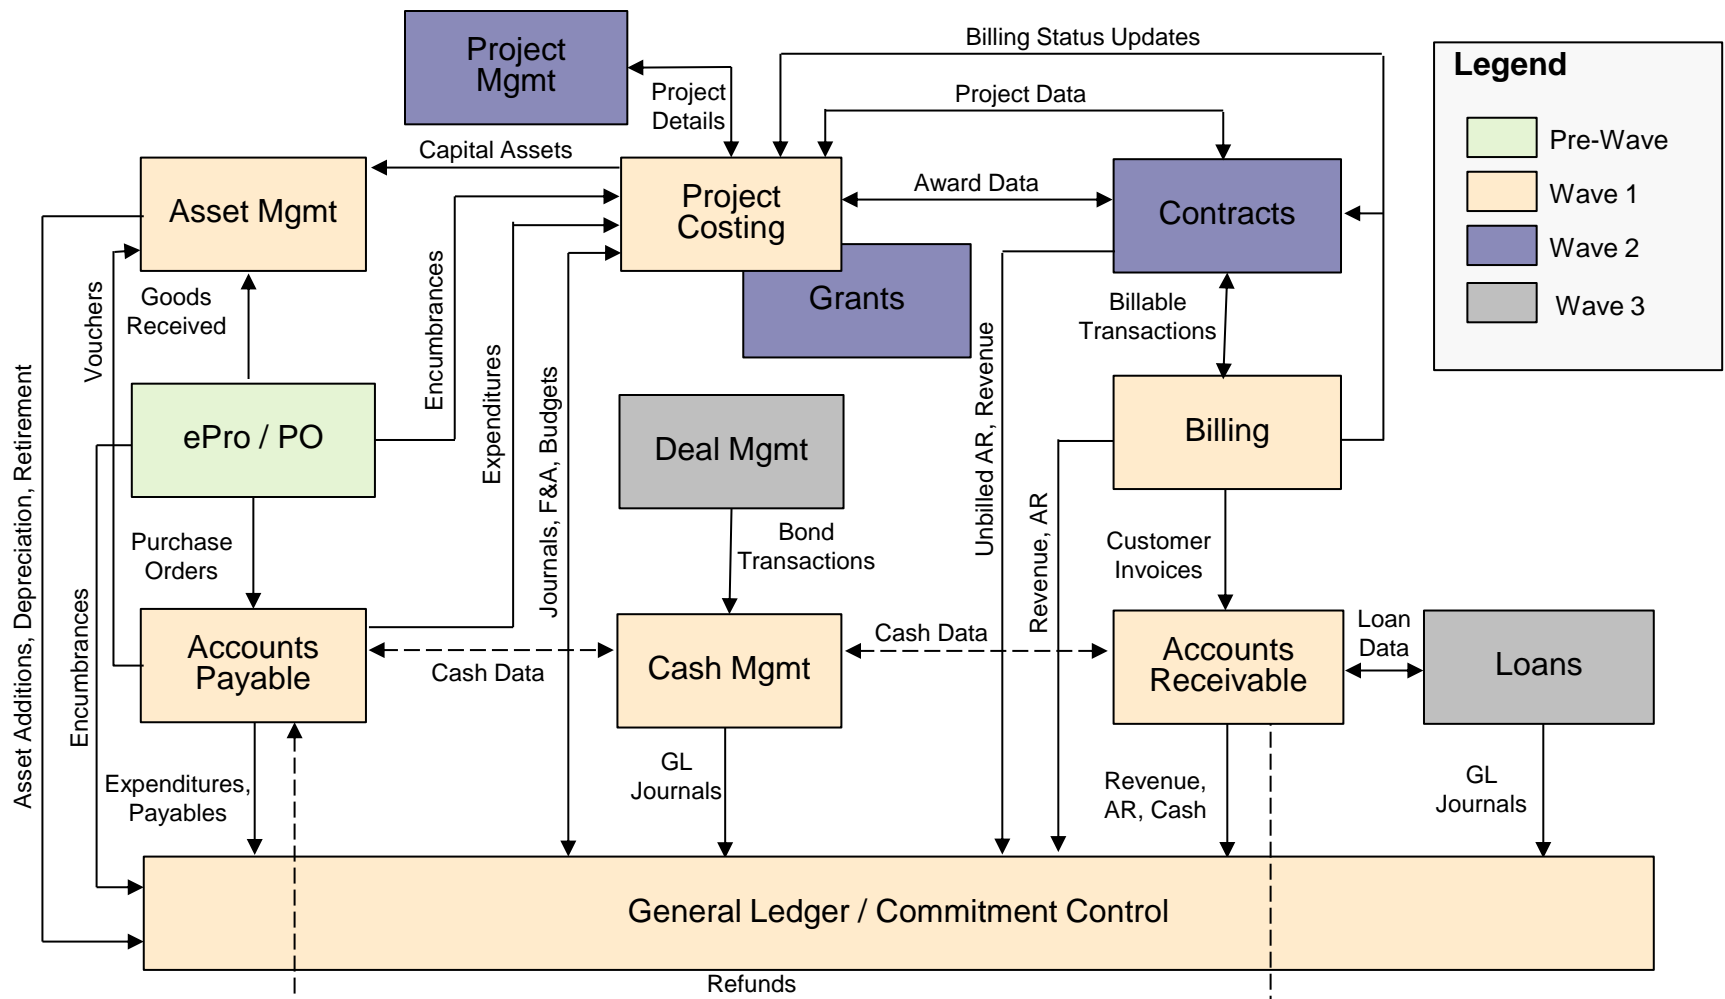 Billing Status Updates
Project
Mgmt
Legend
Project
Details
Project Data
Pre-Wave
Capital Assets
Asset Mgmt
Project
Costing
Award Data
Contracts
Wave 1
Wave 2
Wave 3
Vouchers
Goods
Received
Encumbrances
Expenditures
Journals, F&A, Budgets
Grants
Unbilled AR, Revenue
Billable
Transactions
Asset Additions, Depreciation, Retirement
ePro / PO
Deal Mgmt
Billing
Revenue, AR
Encumbrances
Purchase
Orders
Bond
Transactions
Customer
Invoices
Accounts
Payable
Cash Data
Cash Mgmt
Cash Data
Accounts
Receivable
Loan
Data
Loans
Expenditures,
Payables
GL
Journals
Revenue,
AR, Cash
GL
Journals
General Ledger / Commitment Control
Refunds